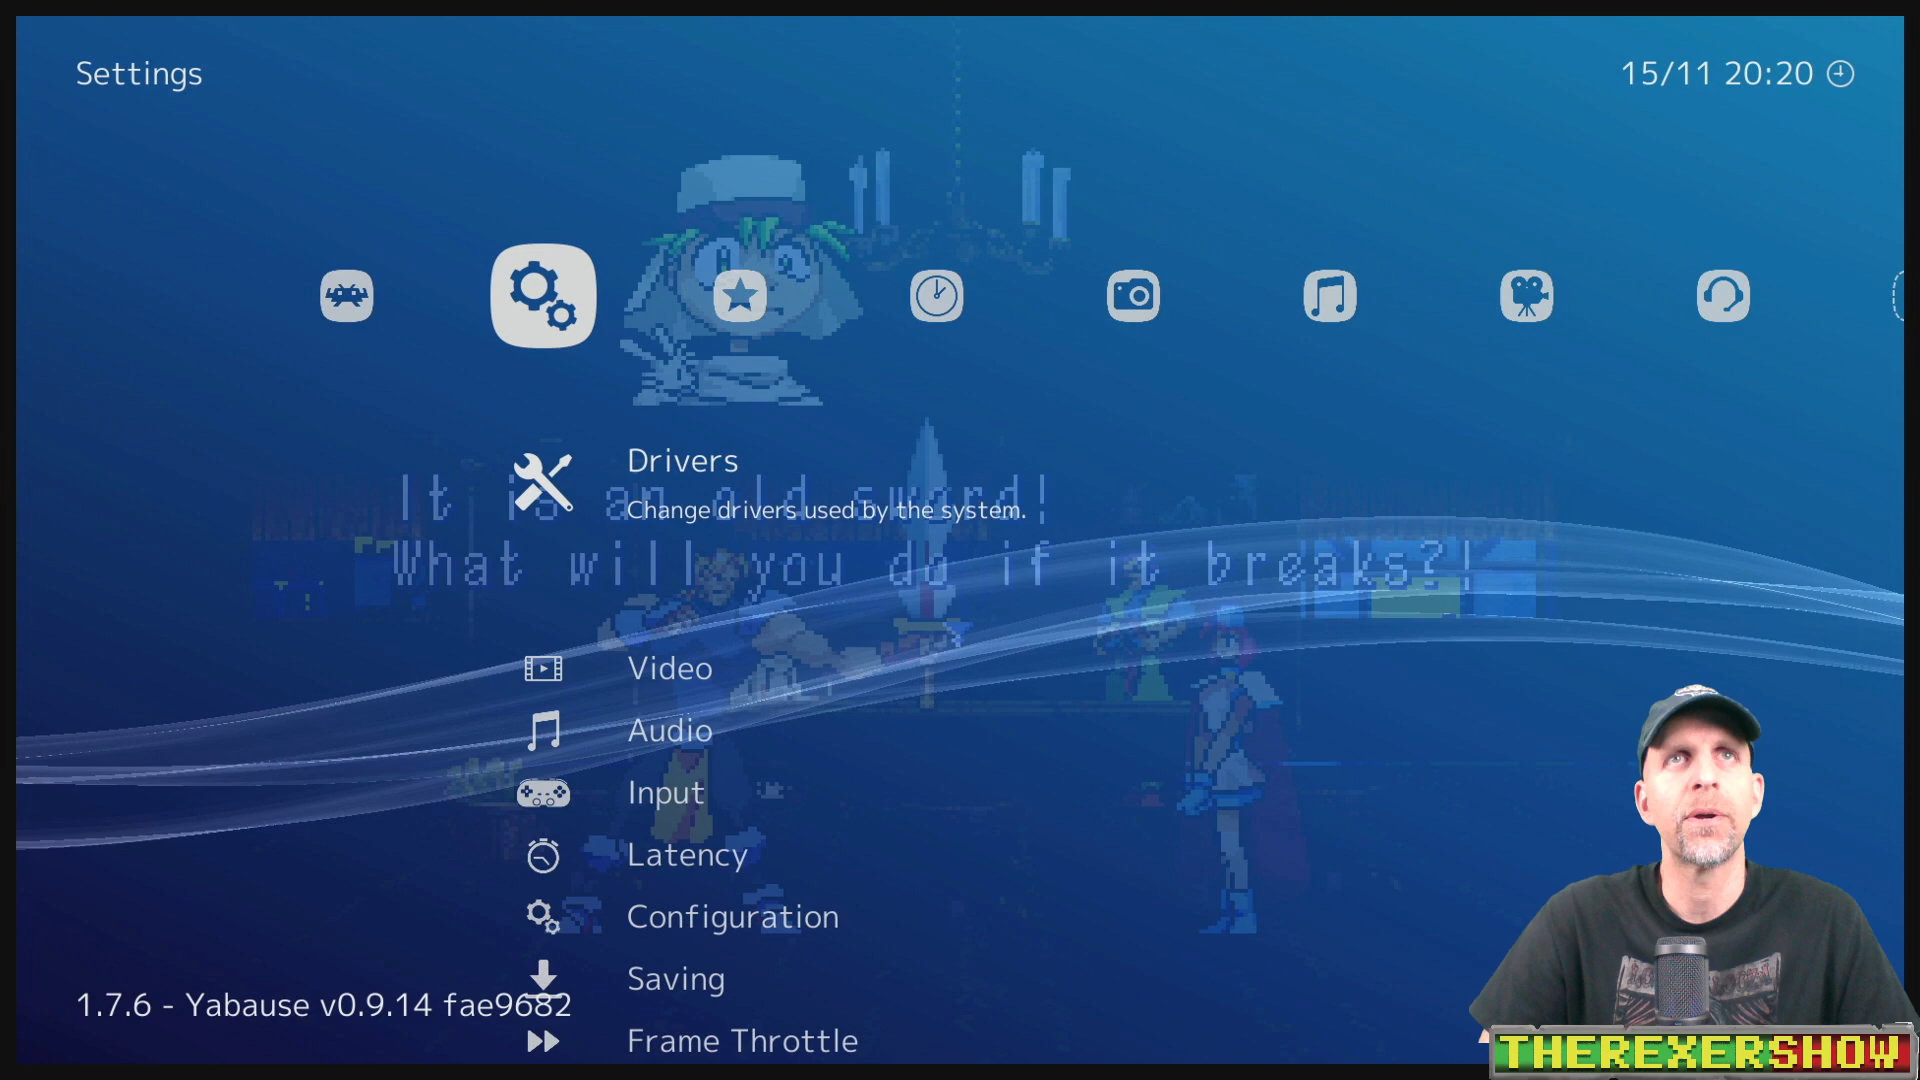 Settings
15/11 20:20
Drivers
Change drivers used by the system.
It is an old sword!
What will you do if it breaks?!
Video
Audio
Input
Latency
Configuration
Saving
1.7.6 - Yabause v0.9.14 fae9682
Frame Throttle
THEREXERSHOW